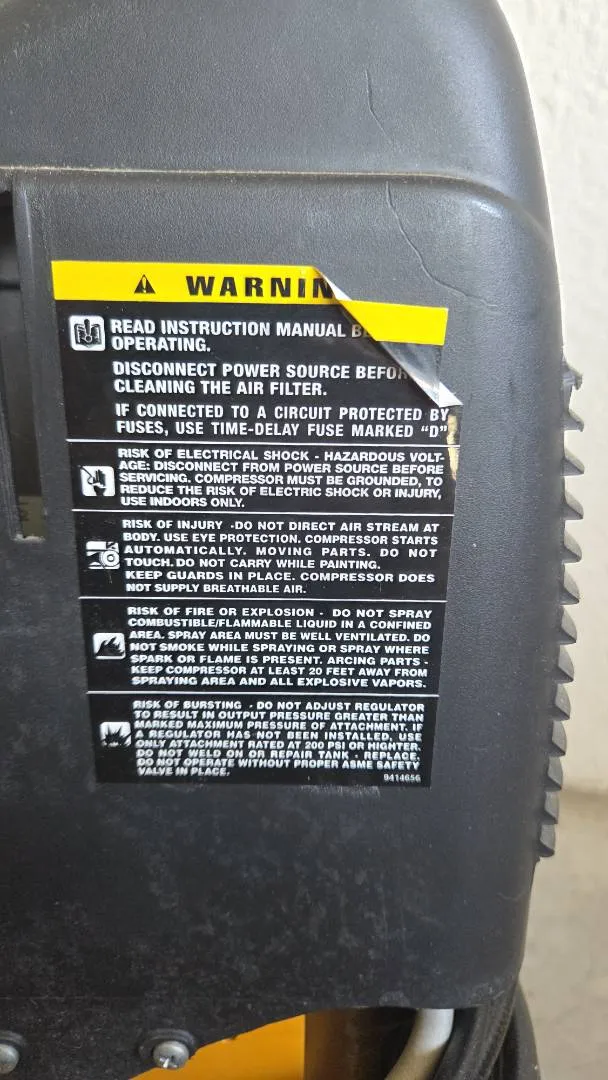 WARNIN
READ INSTRUCTION MANUAL
OPERATING.
DISCONNECT POWER SOURCE BEFOR
CLEANING THE AIR FILTER.
IF CONNECTED TO A CIRCUIT PROTECTED BY
FUSES, USE TIME-DELAY FUSE MARKED “D”
RISK OF ELECTRICAL SHOCK - HAZARDOUS VOLT-
AGE: DISCONNECT FROM POWER SOURCE BEFORE
SERVICING. COMPRESSOR MUST BE GROUNDED, TO
REDUCE THE RISK OF ELECTRIC SHOCK OR INJURY,
USE INDOORS ONLY.
RISK OF INJURY -DO NOT DIRECT AIR STREAM AT
BODY. USE EYE PROTECTION. COMPRESSOR STARTS
AUTOMATICALLY. MOVING PARTS. DO NOT
TOUCH. DO NOT CARRY WHILE PAINTING.
KEEP GUARDS IN PLACE. COMPRESSOR DOES
NOT SUPPLY BREATHABLE AIR.
RISK OF FIRE OR EXPLOSION - DO NOT SPRAY
COMBUSTIBLE/FLAMMABLE LIQUID IN A CONFINED
AREA. SPRAY AREA MUST BE WELL VENTILATED. DO
NOT SMOKE WHILE SPRAYING OR SPRAY WHERE
SPARK OR FLAME IS PRESENT. ARCING PARTS -
KEEP COMPRESSOR AT LEAST 20 FEET AWAY FROM
SPRAYING AREA AND ALL EXPLOSIVE VAPORS.
RISK OF BURSTING - DO NOT ADJUST REGULATOR
TO RESULT IN OUTPUT PRESSURE GREATER THAN
MARKED MAXIMUM PRESSURE OF ATTACHMENT. IF
A REGULATOR HAS NOT BEEN INSTALLED, USE
ONLY ATTACHMENT RATED AT 200 PSI OR HIGHTER.
DO NOT WELD ON OR REPAIR TANK - REPLACE.
DO NOT OPERATE WITHOUT PROPER ASME SAFETY
VALVE IN PLACE.
9414656